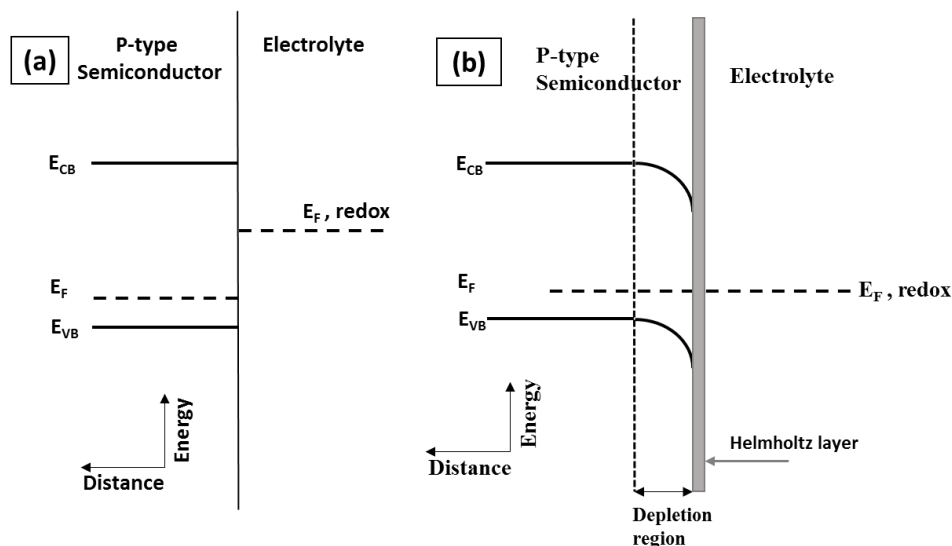 (a)
P-type
Semiconductor
Electrolyte
E_CB
E_F , redox
E_F
E_VB
Energy
Distance
(b)
P-type
Semiconductor
Electrolyte
E_CB
E_F
E_F , redox
E_VB
Energy
Distance
Helmholtz layer
Depletion
region